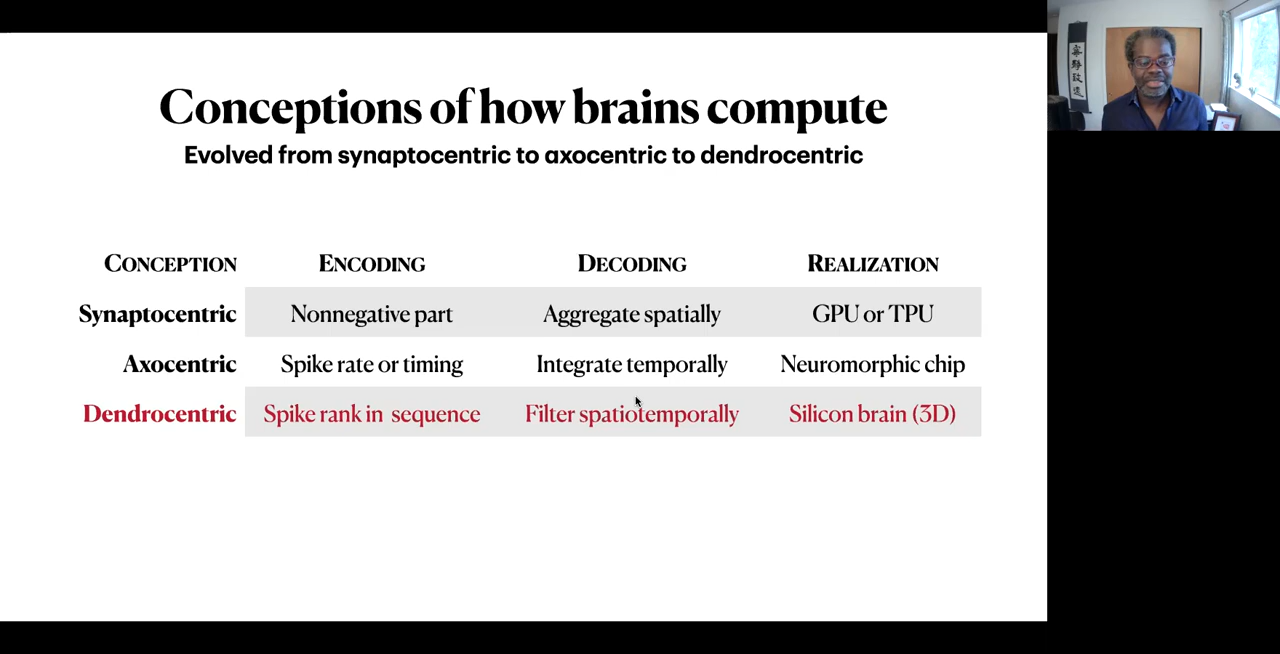 Conceptions of how brains compute
Evolved from synaptocentric to axocentric to dendrocentric
CONCEPTION ENCODING DECODING REALIZATION
Synaptocentric Nonnegative part Aggregate spatially GPU or TPU
Axocentric Spike rate or timing Integrate temporally Neuromorphic chip
Dendrocentric Spike rank in sequence Filter spatiotemporally Silicon brain (3D)